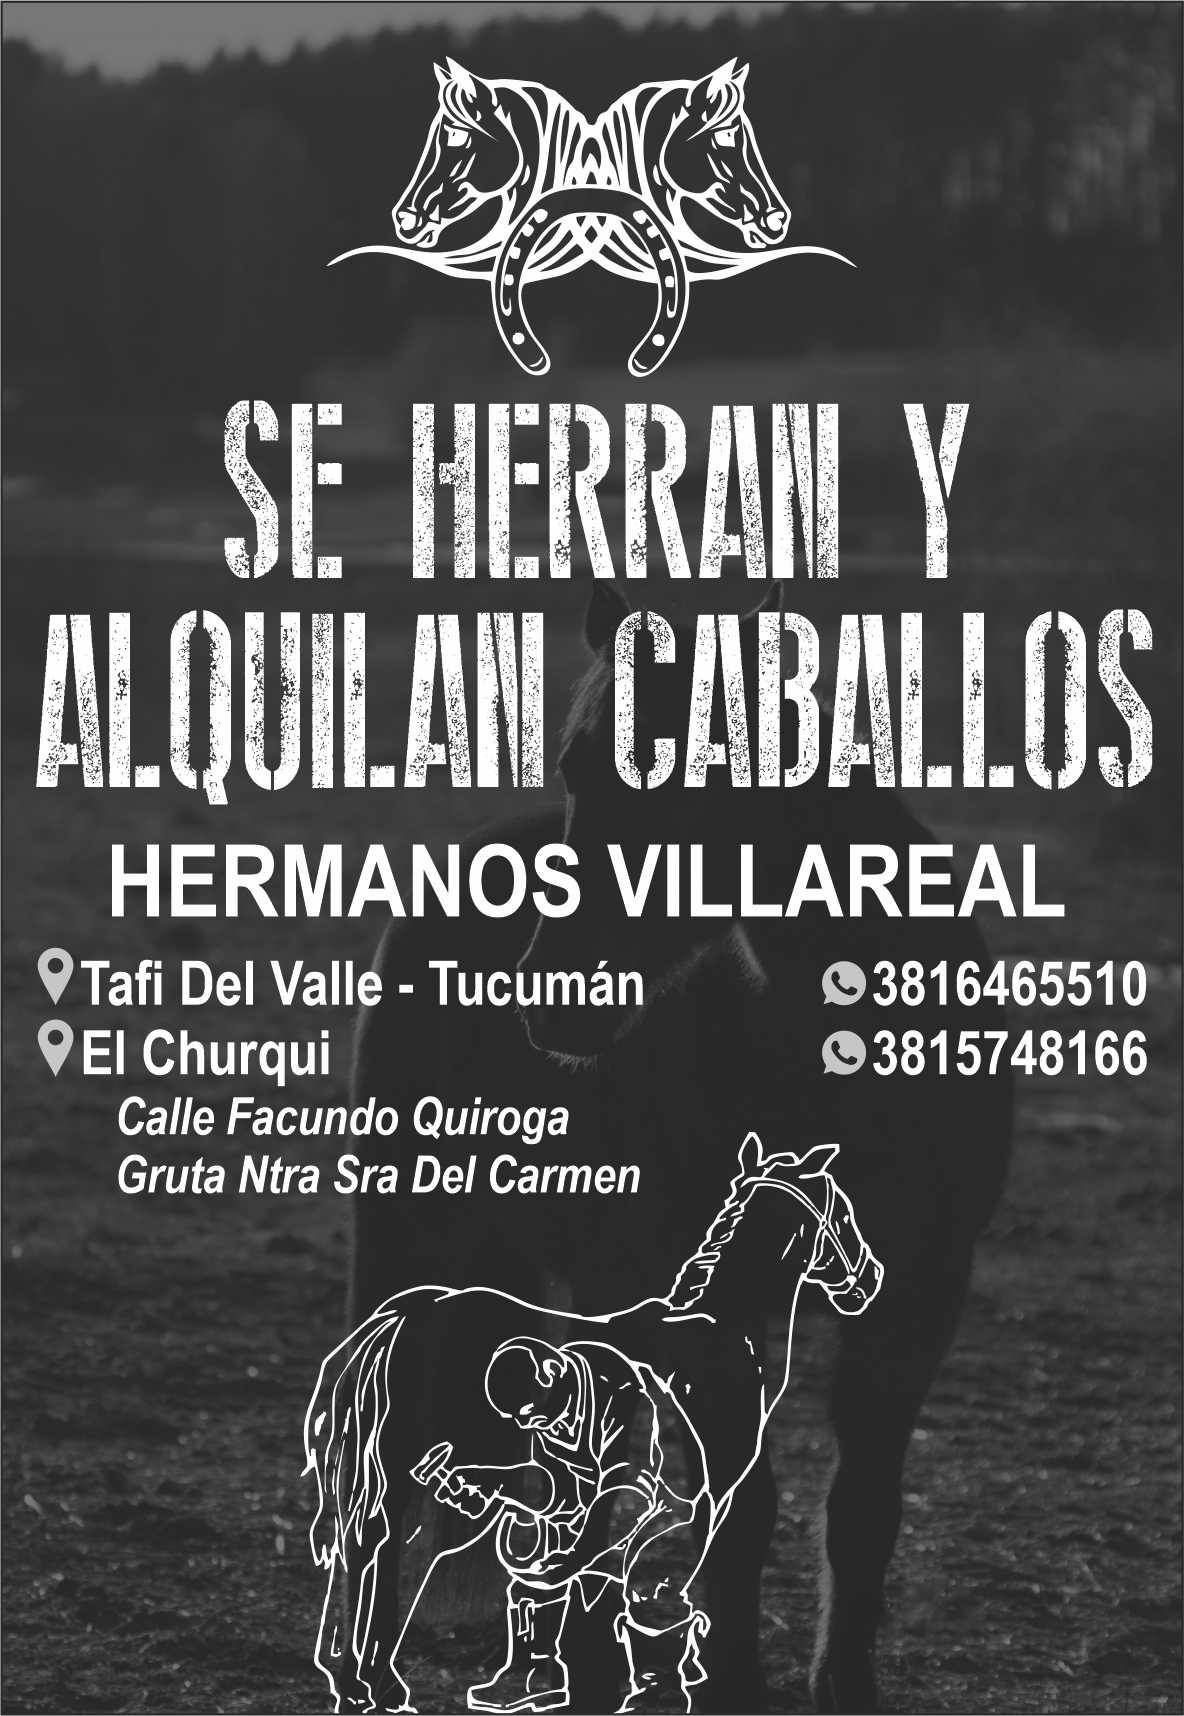 SE HERRAN Y
ALQUILAN CABALLOS
HERMANOS VILLAREAL
Tafi Del Valle - Tucumán
3816465510
El Churqui
3815748166
Calle Facundo Quiroga
Gruta Ntra Sra Del Carmen